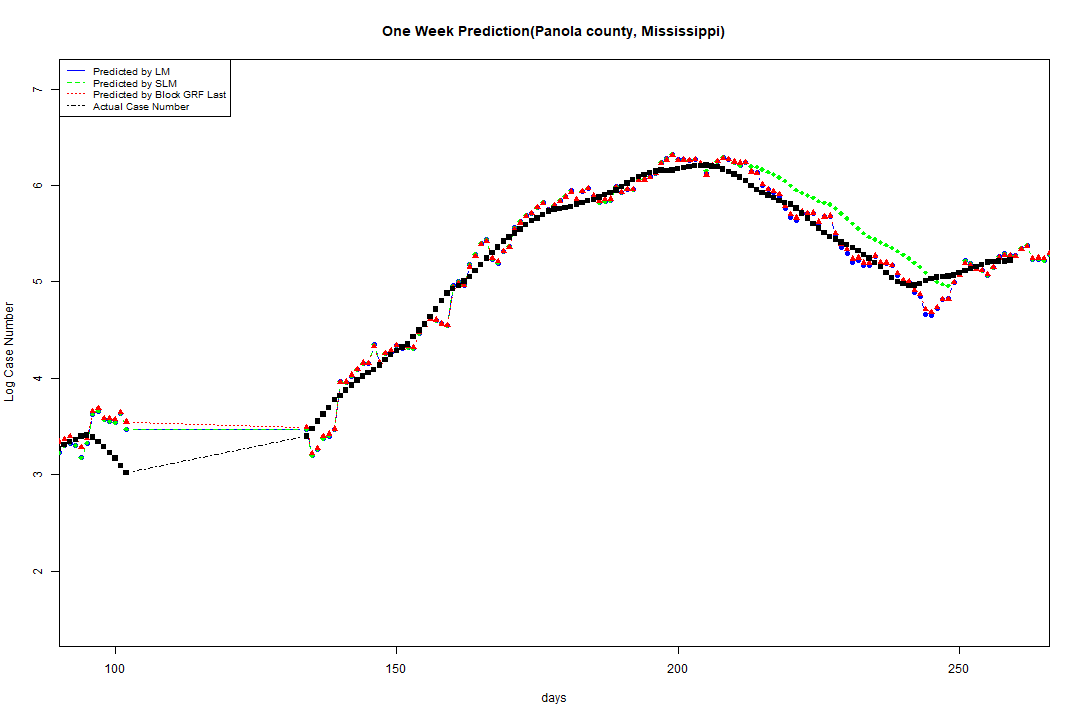 One Week Prediction(Panola county, Mississippi)
Predicted by LM
Predicted by SLM
Predicted by Block GRF Last
Actual Case Number
7
6
5
4
3
2
Log Case Number
100 150 200 250
days